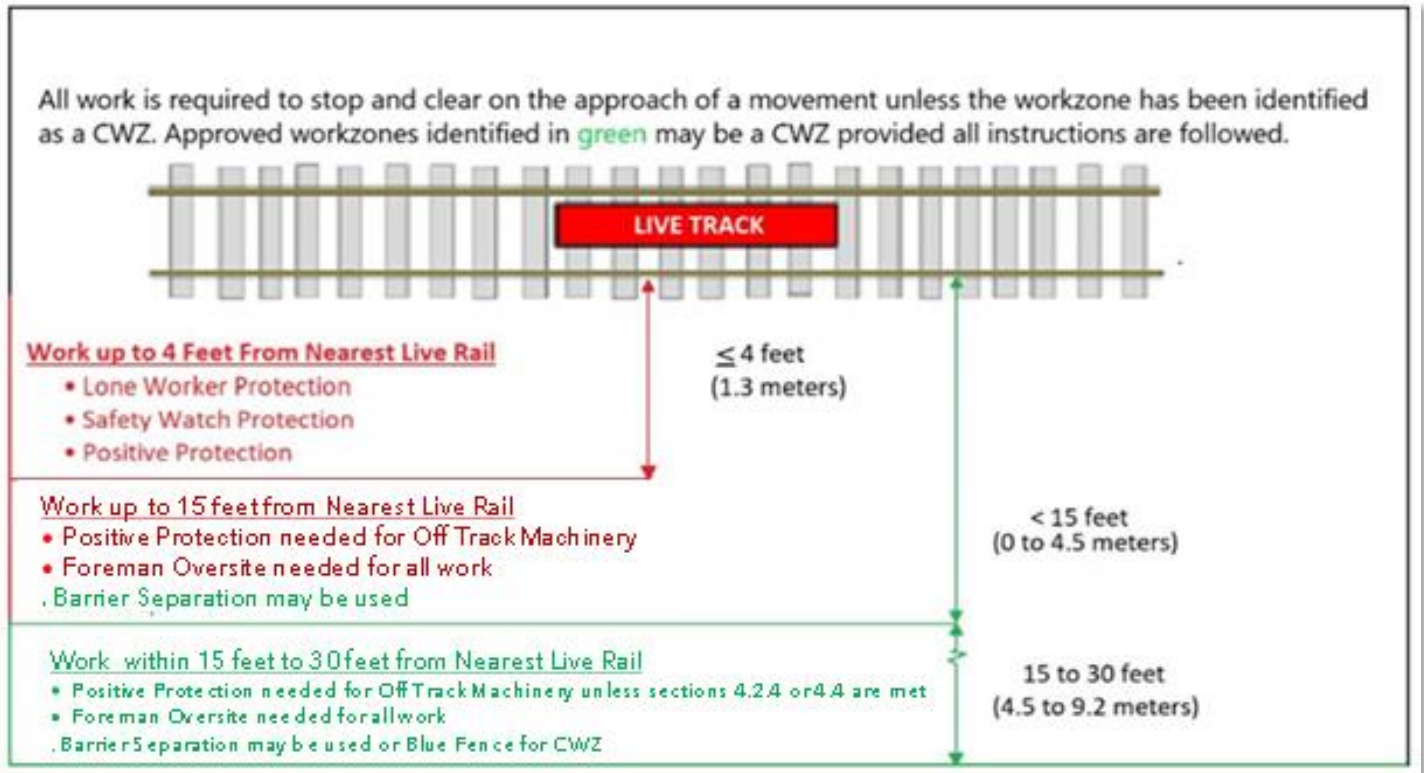 All work is required to stop and clear on the approach of a movement unless the workzone has been identified
as a CWZ. Approved workzones identified in green may be a CWZ provided all instructions are followed.
LIVE TRACK
Work up to 4 Feet From Nearest Live Rail
• Lone Worker Protection
• Safety Watch Protection
• Positive Protection
≤ 4 feet
(1.3 meters)
Work up to 15 feet from Nearest Live Rail
• Positive Protection needed for Off Track Machinery
• Foreman Oversite needed for all work
. Barrier Separation may be used
< 15 feet
(0 to 4.5 meters)
Work within 15 feet to 30 feet from Nearest Live Rail
• Positive Protection needed for Off Track Machinery unless sections 4.2.4 or 4.4 are met
• Foreman Oversite needed for all work
. Barrier Separation may be used or Blue Fence for CWZ
15 to 30 feet
(4.5 to 9.2 meters)